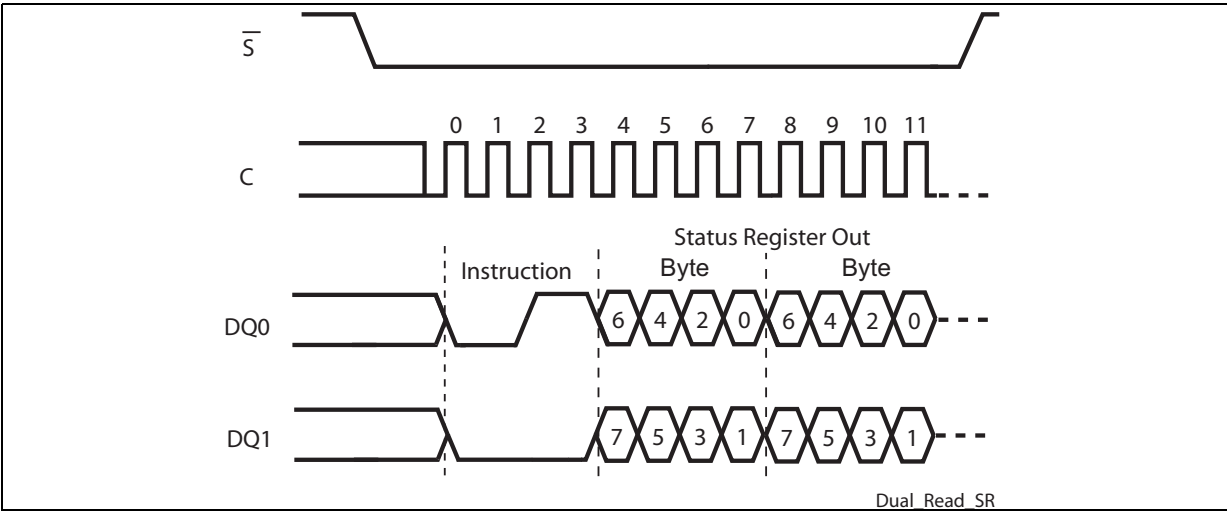 S
0 1 2 3 4 5 6 7 8 9 10 11
C
Status Register Out
Instruction Byte Byte
DQ0 6 4 2 0 6 4 2 0
DQ1 7 5 3 1 7 5 3 1
Dual_Read_SR